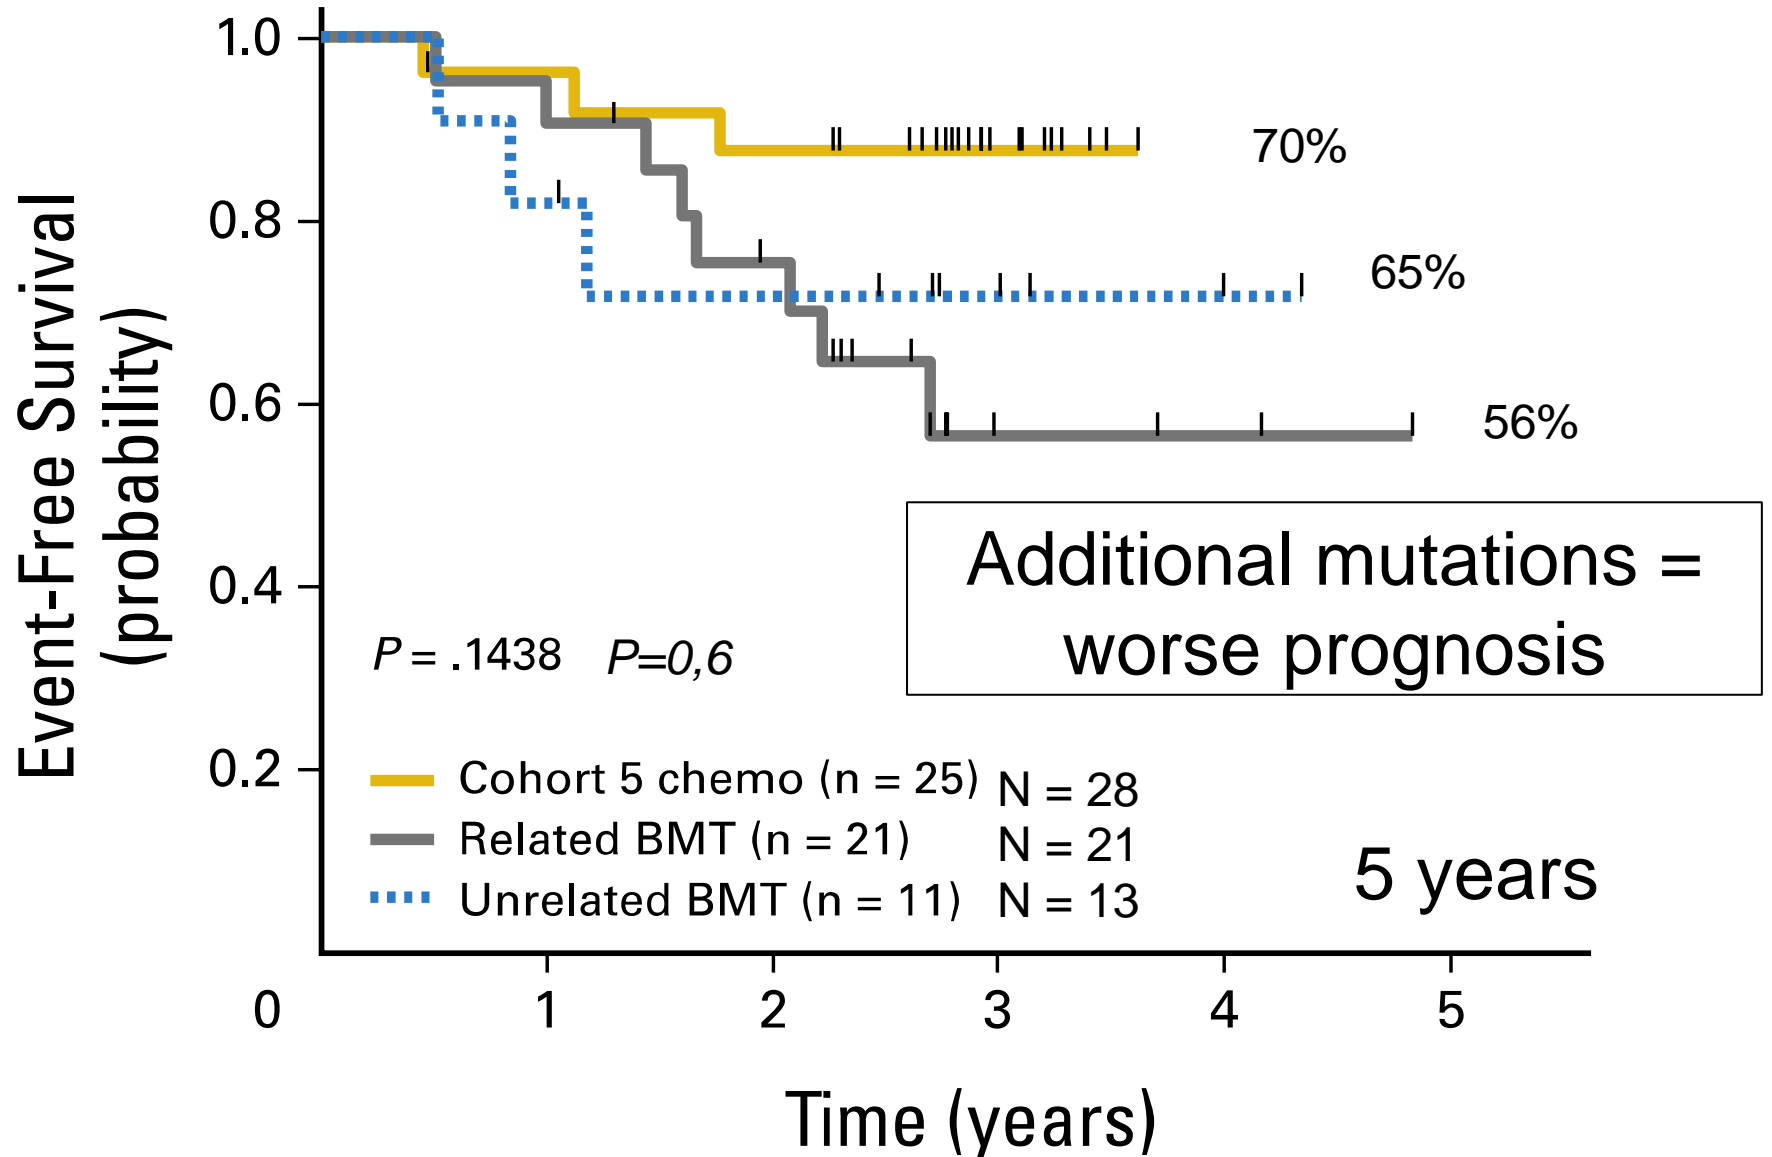 Event-Free Survival
(probability)
1.0
0.8
0.6
0.4
0.2
70%
65%
56%
Additional mutations =
worse prognosis
P = .1438 P=0,6
Cohort 5 chemo (n = 25) N = 28
Related BMT (n = 21) N = 21
Unrelated BMT (n = 11) N = 13
5 years
0 1 2 3 4 5
Time (years)